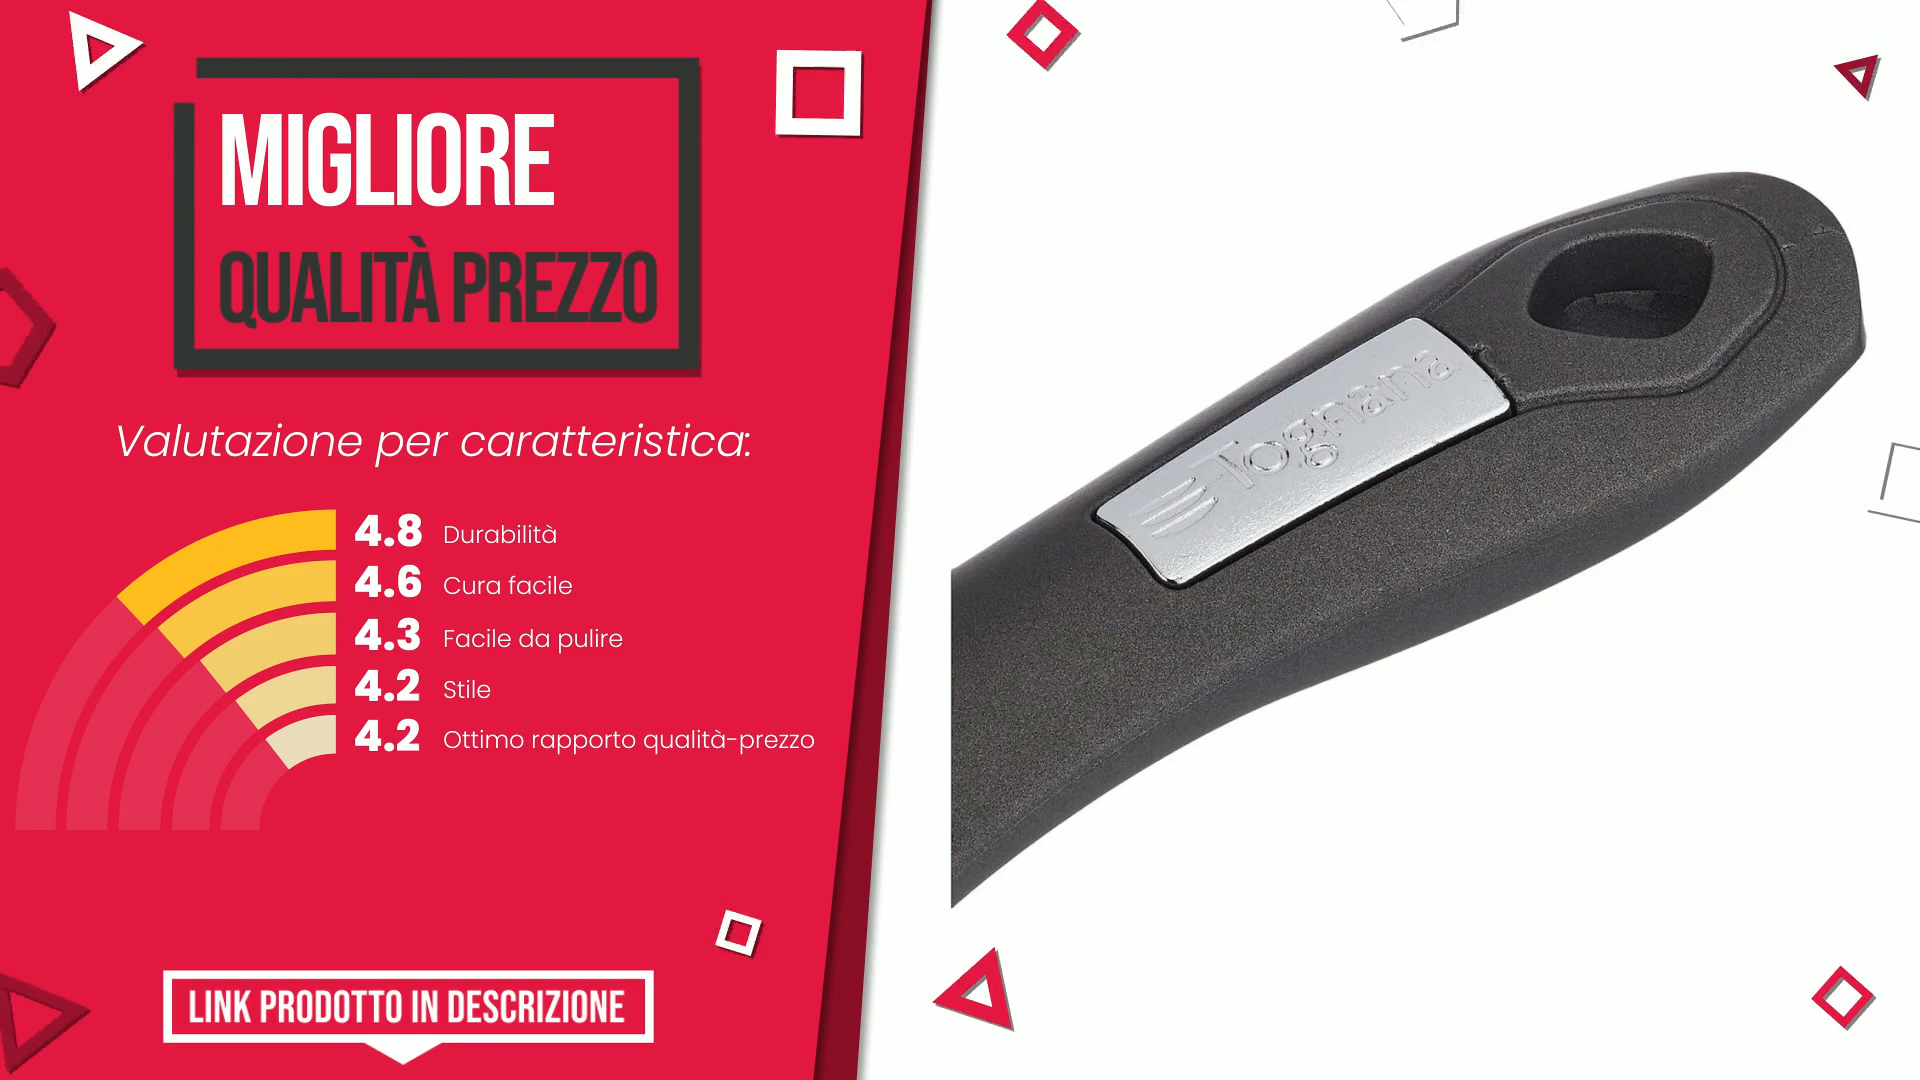 MIGLIORE
QUALITÀ PREZZO
Valutazione per caratteristica:
4.8 Durabilità
4.6 Cura facile
4.3 Facile da pulire
4.2 Stile
4.2 Ottimo rapporto qualità-prezzo
LINK PRODOTTO IN DESCRIZIONE
Tognana